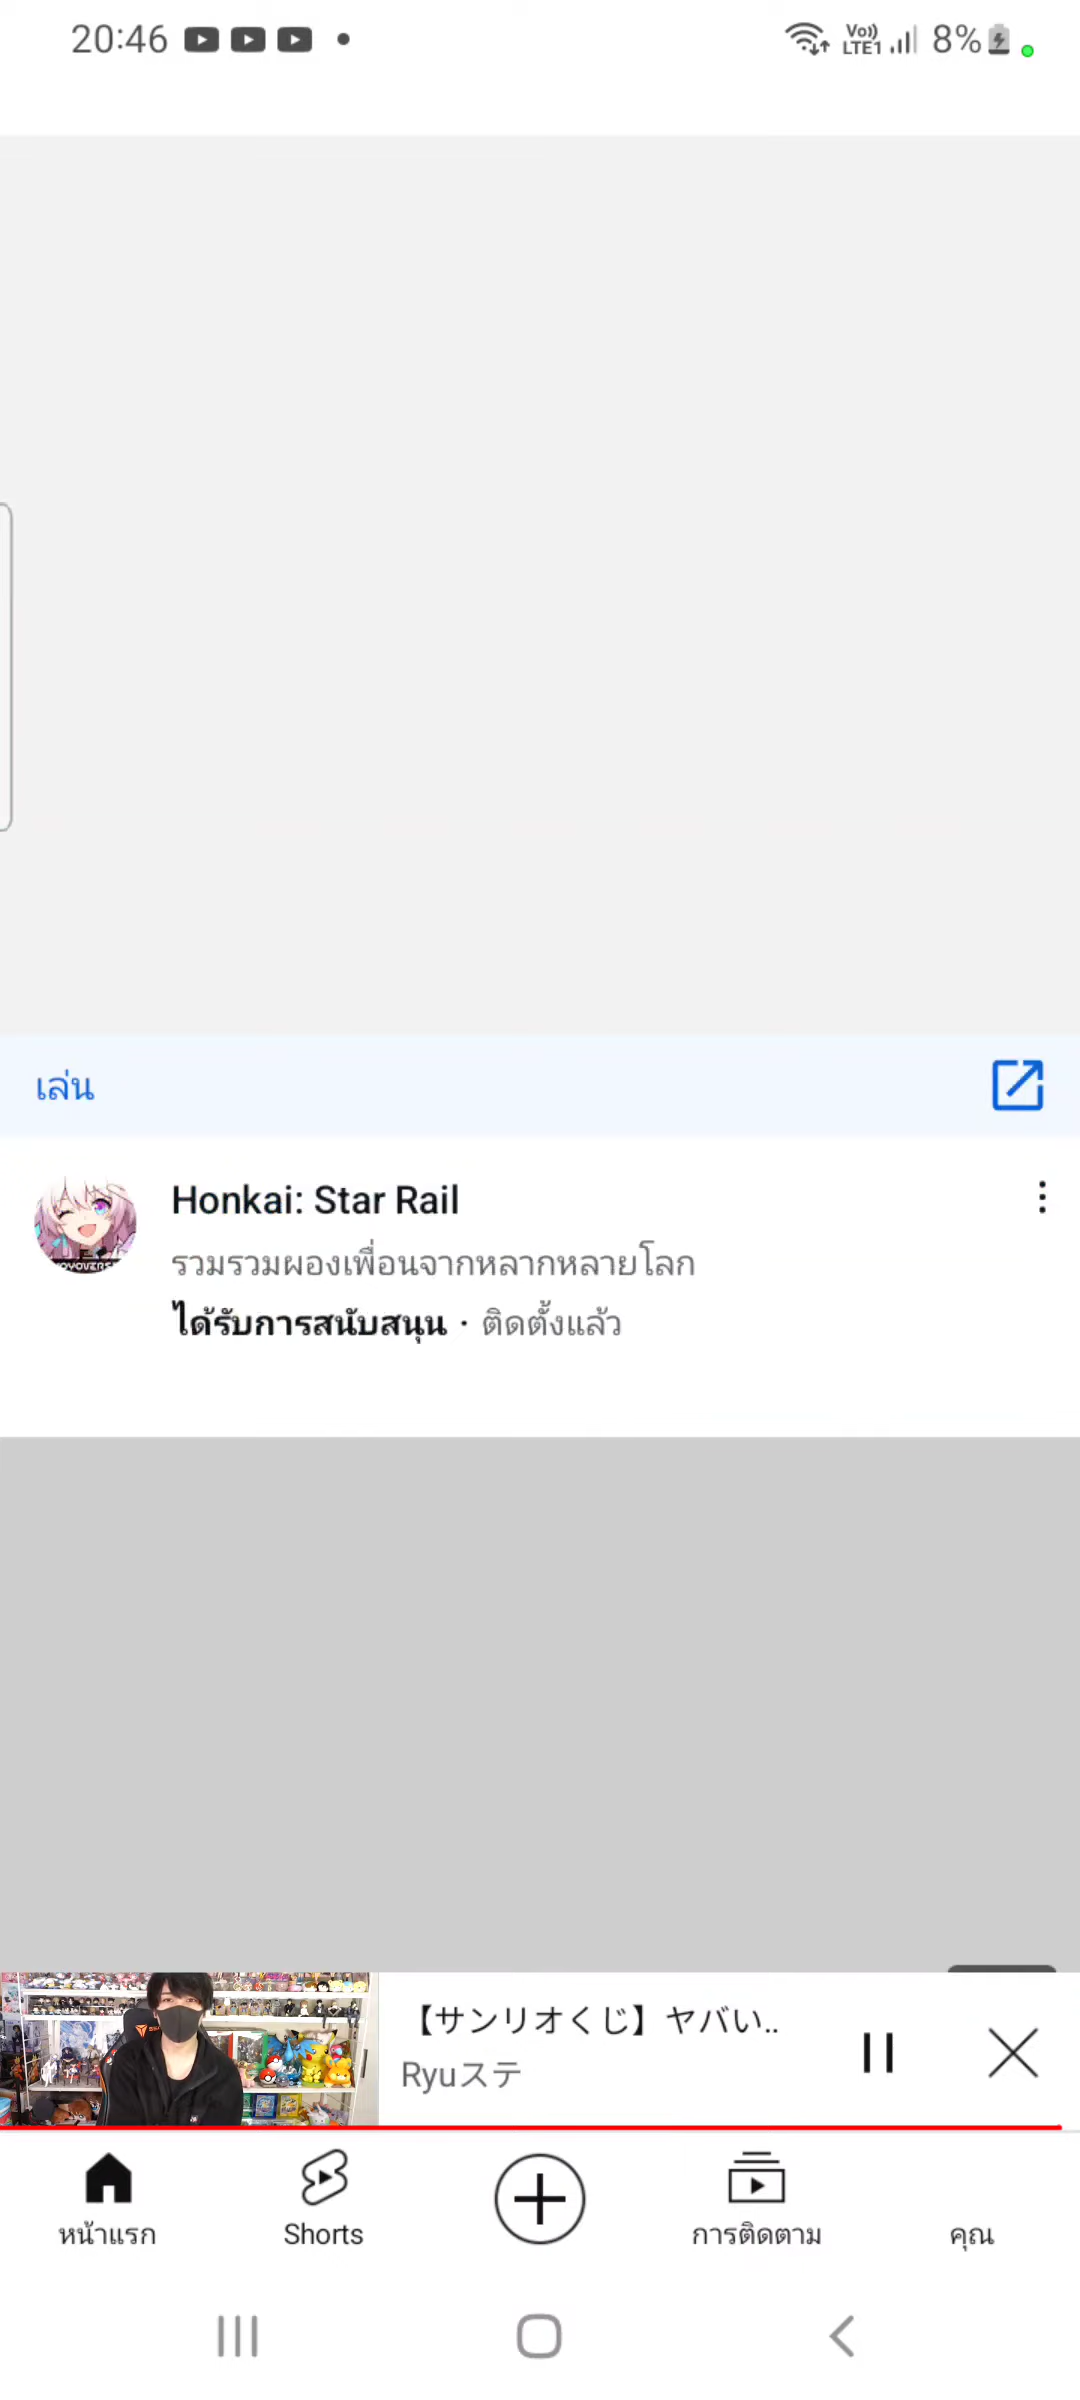 20:46
Vo))
LTE1
8%
เล่น
Honkai: Star Rail
รวมรวมผองเพื่อนจากหลากหลายโลก
ได้รับการสนับสนุน · ติดตั้งแล้ว
【サンリオくじ】ヤバい..
Ryuステ
หน้าแรก
Shorts
การติดตาม
คุณ